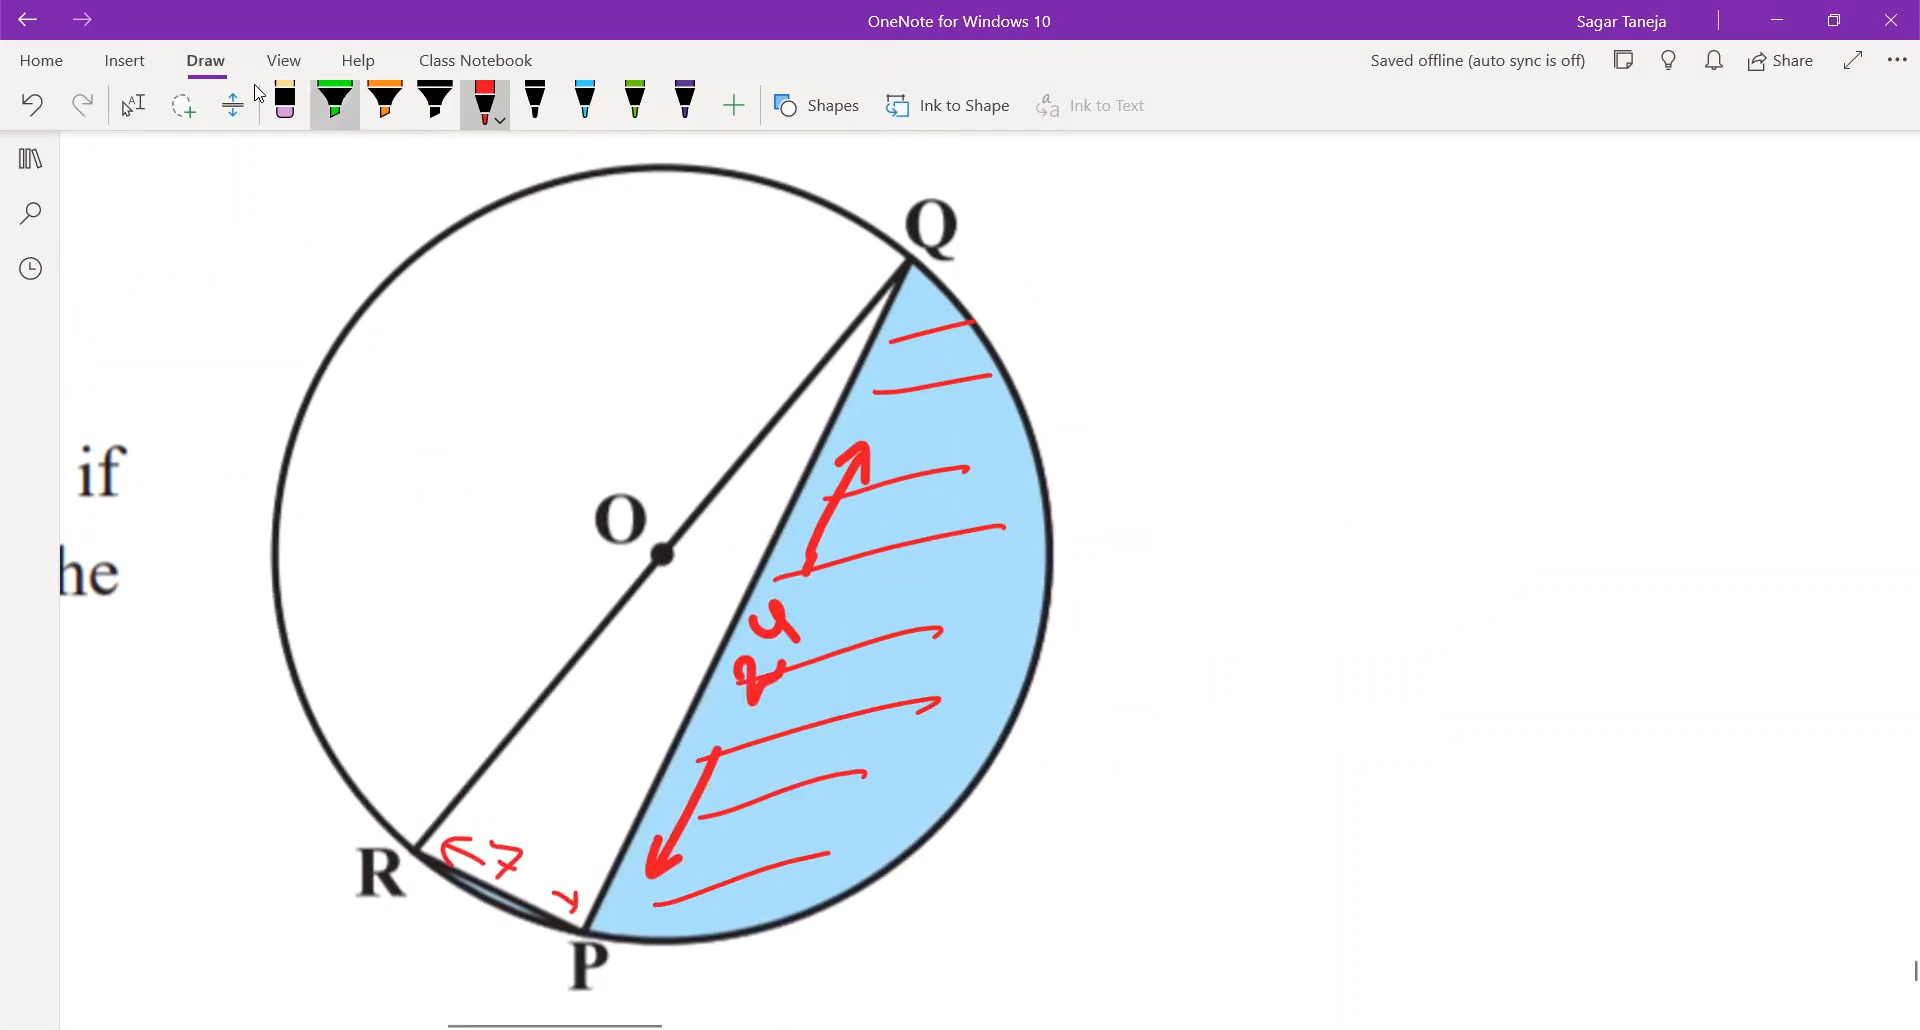 OneNote for Windows 10
Sagar Taneja
Home Insert Draw View Help Class Notebook
Saved offline (auto sync is off)
Share
Shapes
Ink to Shape
Ink to Text
Q
if
O
he
24
R
7
P